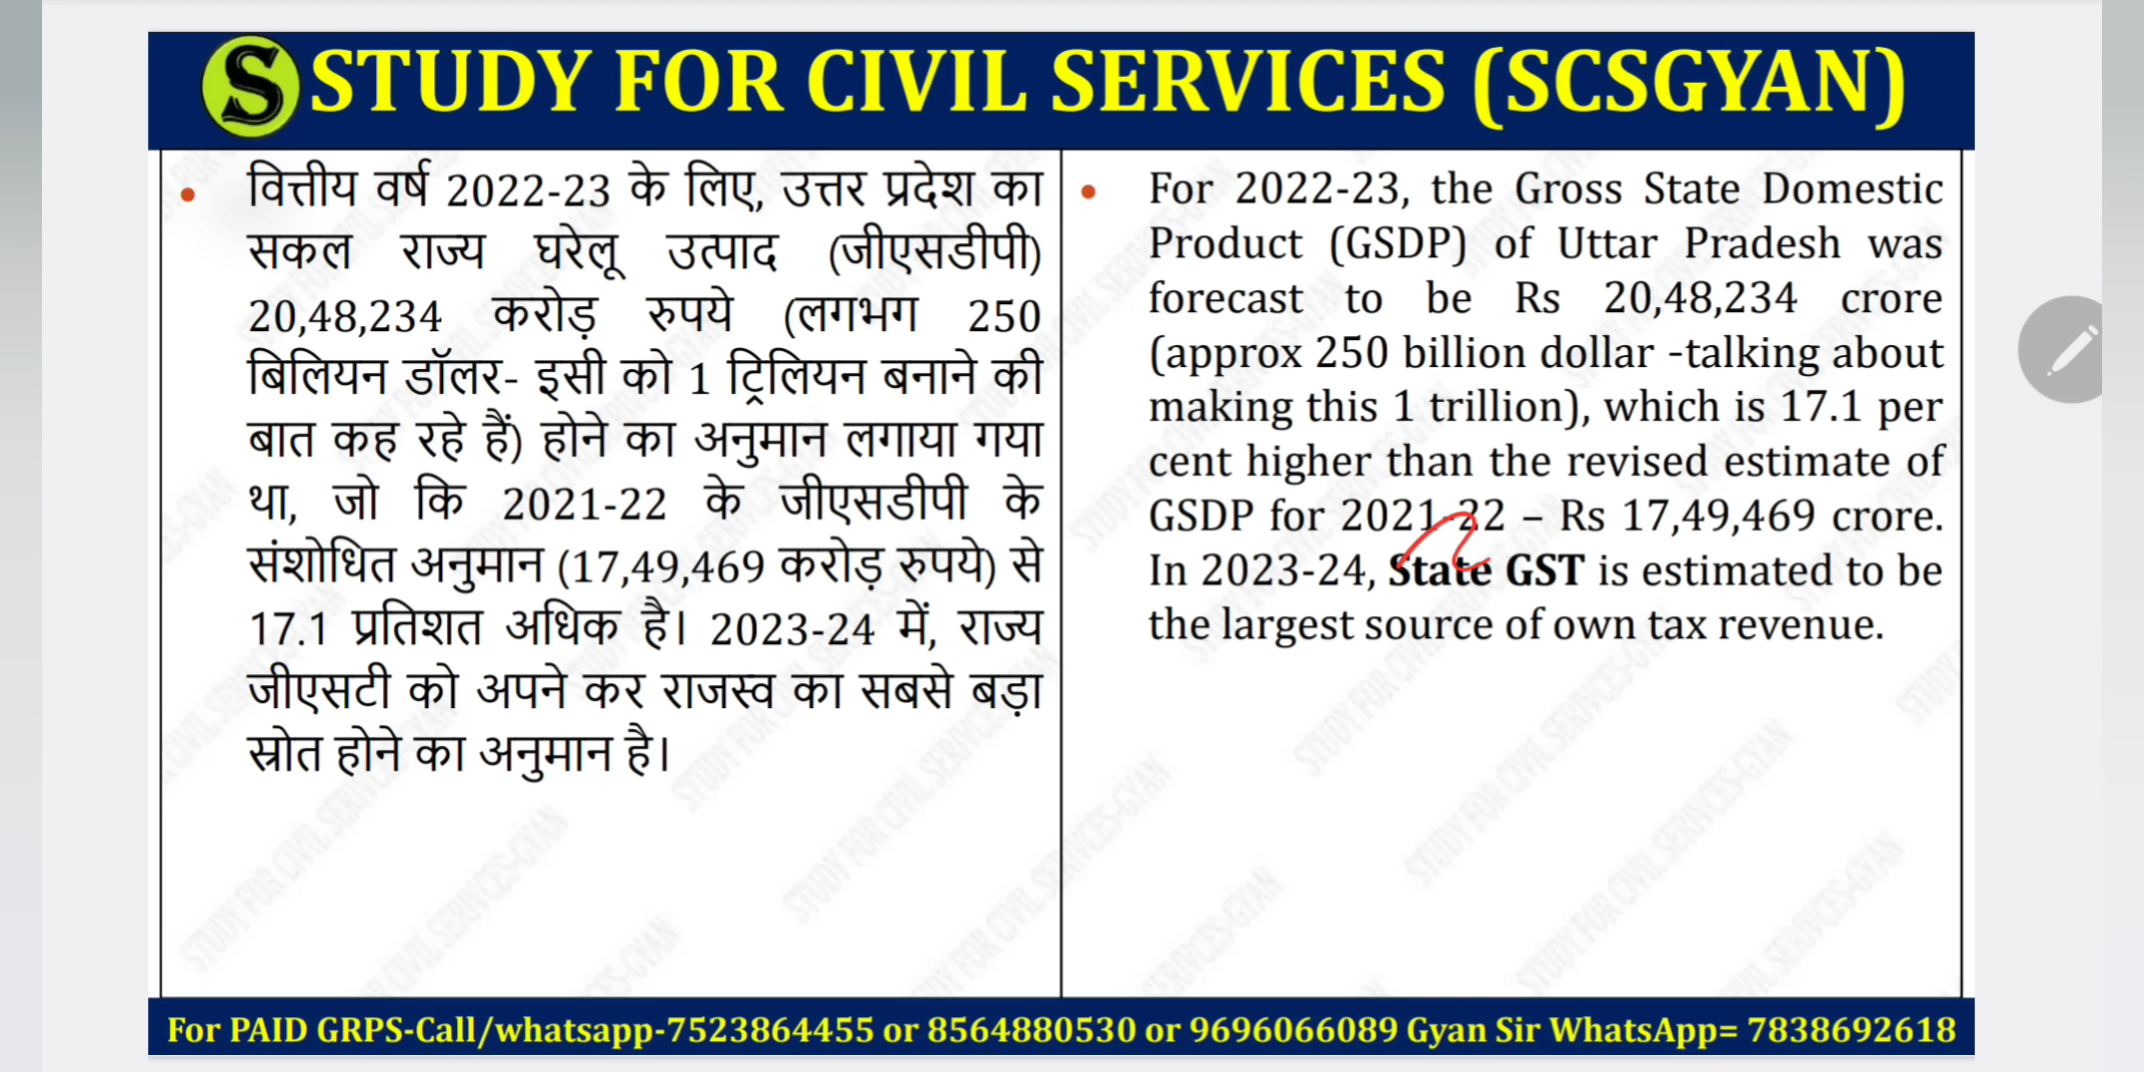 S STUDY FOR CIVIL SERVICES (SCSGYAN)
• वित्तीय वर्ष 2022-23 के लिए, उत्तर प्रदेश का
सकल राज्य घरेलू उत्पाद (जीएसडीपी)
20,48,234 करोड़ रुपये (लगभग 250
बिलियन डॉलर- इसी को 1 ट्रिलियन बनाने की
बात कह रहे हैं) होने का अनुमान लगाया गया
था, जो कि 2021-22 के जीएसडीपी के
संशोधित अनुमान (17,49,469 करोड़ रुपये) से
17.1 प्रतिशत अधिक है। 2023-24 में, राज्य
जीएसटी को अपने कर राजस्व का सबसे बड़ा
स्रोत होने का अनुमान है।
• For 2022-23, the Gross State Domestic
Product (GSDP) of Uttar Pradesh was
forecast to be Rs 20,48,234 crore
(approx 250 billion dollar -talking about
making this 1 trillion), which is 17.1 per
cent higher than the revised estimate of
GSDP for 2021-22 – Rs 17,49,469 crore.
In 2023-24, State GST is estimated to be
the largest source of own tax revenue.
STUDY FOR CIVIL SERIVCES-GYAN
For PAID GRPS-Call/whatsapp-7523864455 or 8564880530 or 9696066089 Gyan Sir WhatsApp= 7838692618